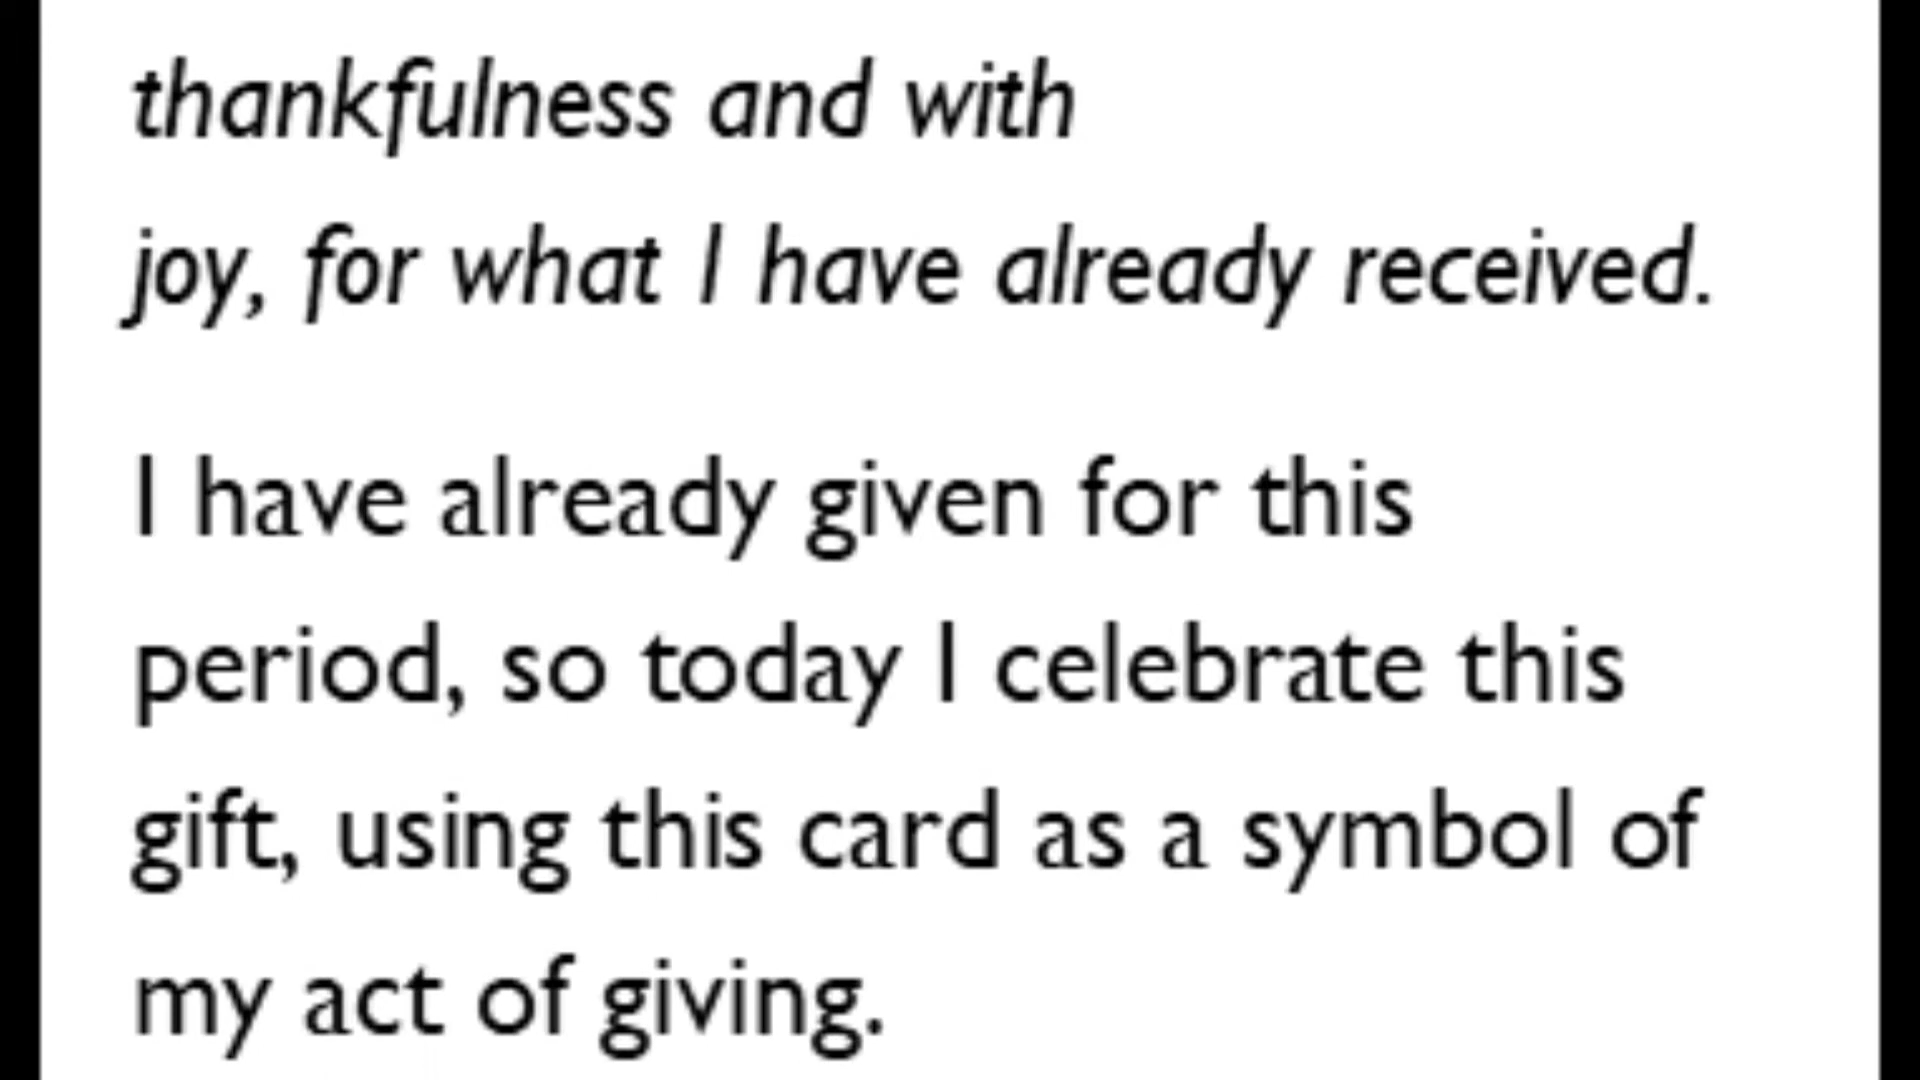 thankfulness and with
joy, for what I have already received.
I have already given for this
period, so today I celebrate this
gift, using this card as a symbol of
my act of giving.